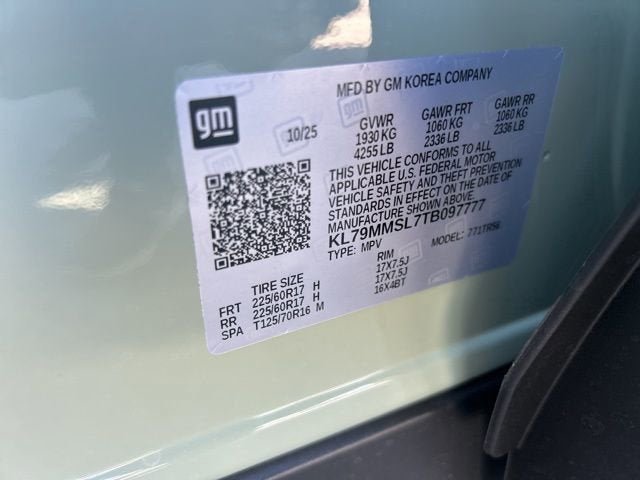 MFD BY GM KOREA COMPANY
gm
10/25
GVWR GAWR FRT GAWR RR
1930 KG 1060 KG 1060 KG
4255 LB 2336 LB 2336 LB
THIS VEHICLE CONFORMS TO ALL
APPLICABLE U.S. FEDERAL MOTOR
VEHICLE SAFETY AND THEFT PREVENTION
STANDARDS IN EFFECT ON THE DATE OF
MANUFACTURE SHOWN ABOVE.
KL79MMSL7TB097777
TYPE: MPV MODEL: 771TR56
TIRE SIZE RIM
FRT 225/60R17 H 17X7.5J
RR 225/60R17 H 17X7.5J
SPA T125/70R16 M 16X4BT